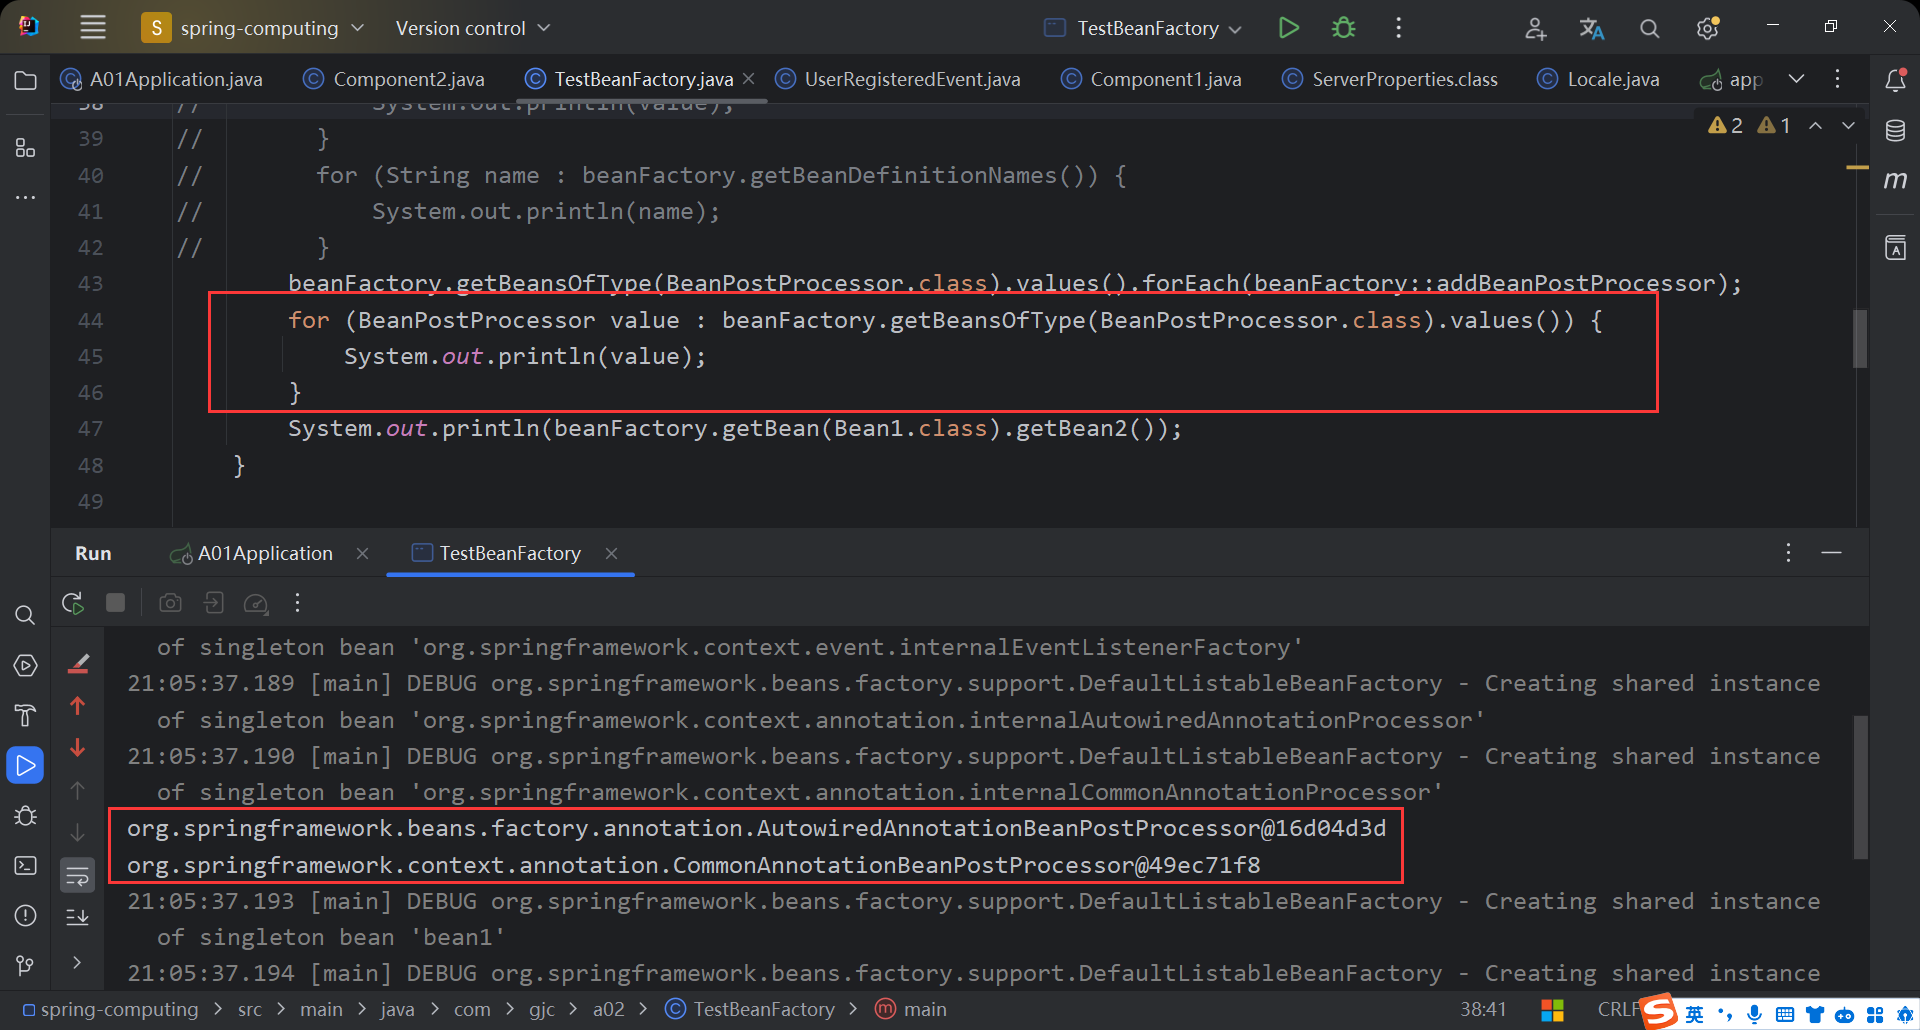 S spring-computing Version control TestBeanFactory
A01Application.java Component2.java TestBeanFactory.java UserRegisteredEvent.java Component1.java ServerProperties.class Locale.java app
38 // System.out.println(value);
39 // }
40 // for (String name : beanFactory.getBeanDefinitionNames()) {
41 // System.out.println(name);
42 // }
43 beanFactory.getBeansOfType(BeanPostProcessor.class).values().forEach(beanFactory::addBeanPostProcessor);
44 for (BeanPostProcessor value : beanFactory.getBeansOfType(BeanPostProcessor.class).values()) {
45 System.out.println(value);
46 }
47 System.out.println(beanFactory.getBean(Bean1.class).getBean2());
48 }
49
2 1
m
A
Run A01Application TestBeanFactory
of singleton bean 'org.springframework.context.event.internalEventListenerFactory'
21:05:37.189 [main] DEBUG org.springframework.beans.factory.support.DefaultListableBeanFactory - Creating shared instance
of singleton bean 'org.springframework.context.annotation.internalAutowiredAnnotationProcessor'
21:05:37.190 [main] DEBUG org.springframework.beans.factory.support.DefaultListableBeanFactory - Creating shared instance
of singleton bean 'org.springframework.context.annotation.internalCommonAnnotationProcessor'
org.springframework.beans.factory.annotation.AutowiredAnnotationBeanPostProcessor@16d04d3d
org.springframework.context.annotation.CommonAnnotationBeanPostProcessor@49ec71f8
21:05:37.193 [main] DEBUG org.springframework.beans.factory.support.DefaultListableBeanFactory - Creating shared instance
of singleton bean 'bean1'
21:05:37.194 [main] DEBUG org.springframework.beans.factory.support.DefaultListableBeanFactory - Creating shared instance
spring-computing > src > main > java > com > gjc > a02 > TestBeanFactory > main 38:41 CRLF S 英